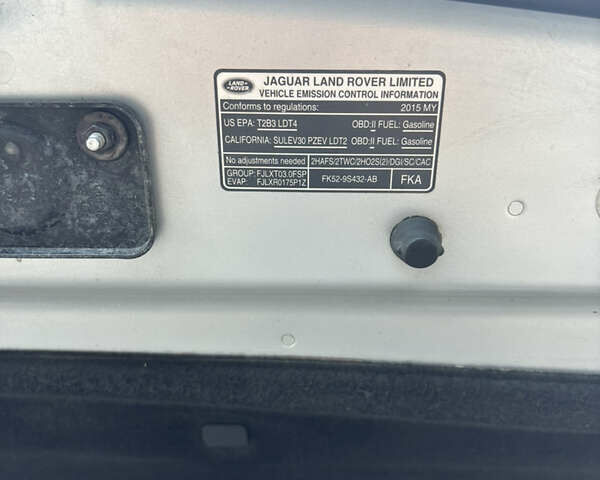 LAND ROVER
JAGUAR LAND ROVER LIMITED
VEHICLE EMISSION CONTROL INFORMATION
Conforms to regulations: 2015 MY
US EPA: T2B3 LDT4 OBD:II FUEL: Gasoline
CALIFORNIA: SULEV30 PZEV LDT2 OBD:II FUEL: Gasoline
No adjustments needed 2HAFS/2TWC/2HO2S(2)/DGI/SC/CAC
GROUP: FJLXT03.0FSP
EVAP: FJLXR0175P1Z
FK52-9S432-AB
FKA